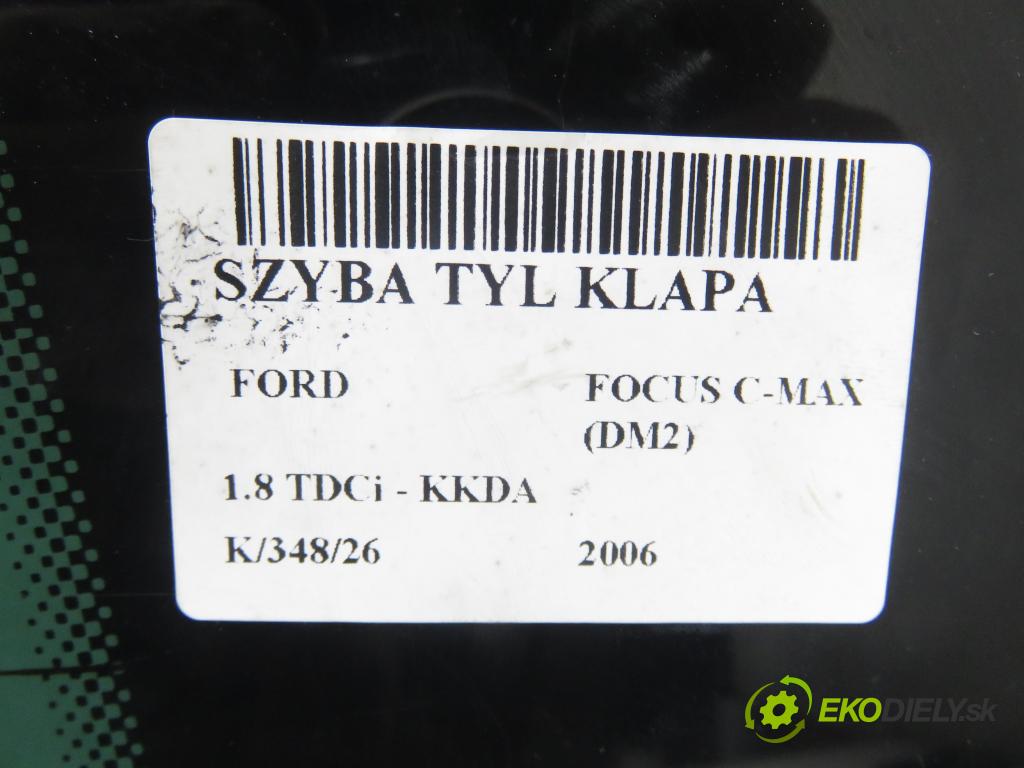 SZYBA TYL KLAPA
FORD
FOCUS C-MAX
(DM2)
1.8 TDCi - KKDA
K/348/26
2006
EKODIELY.sk